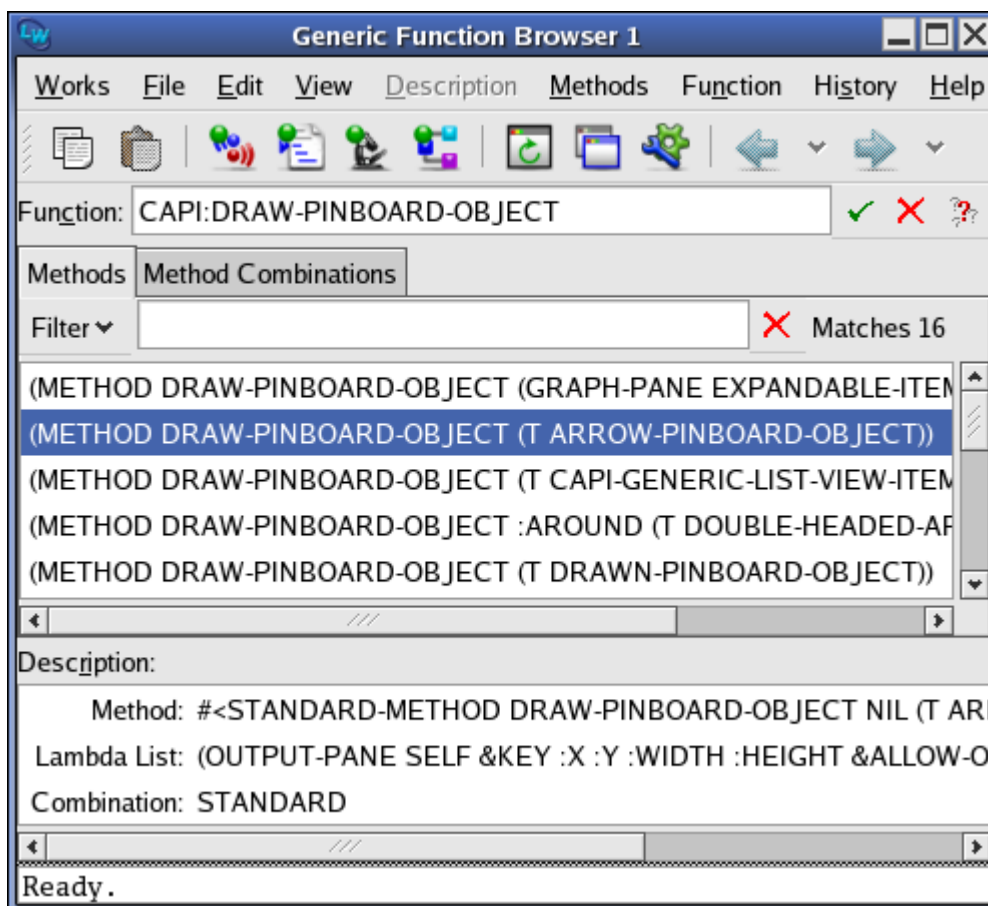 LW Generic Function Browser 1
Works File Edit View Description Methods Function History Help
Function: CAPI:DRAW-PINBOARD-OBJECT
Methods Method Combinations
Filter Matches 16
(METHOD DRAW-PINBOARD-OBJECT (GRAPH-PANE EXPANDABLE-ITEM
(METHOD DRAW-PINBOARD-OBJECT (T ARROW-PINBOARD-OBJECT))
(METHOD DRAW-PINBOARD-OBJECT (T CAPI-GENERIC-LIST-VIEW-ITEM
(METHOD DRAW-PINBOARD-OBJECT :AROUND (T DOUBLE-HEADED-AR
(METHOD DRAW-PINBOARD-OBJECT (T DRAWN-PINBOARD-OBJECT))
Description:
Method: #<STANDARD-METHOD DRAW-PINBOARD-OBJECT NIL (T ARR
Lambda List: (OUTPUT-PANE SELF &KEY :X :Y :WIDTH :HEIGHT &ALLOW-O
Combination: STANDARD
Ready.